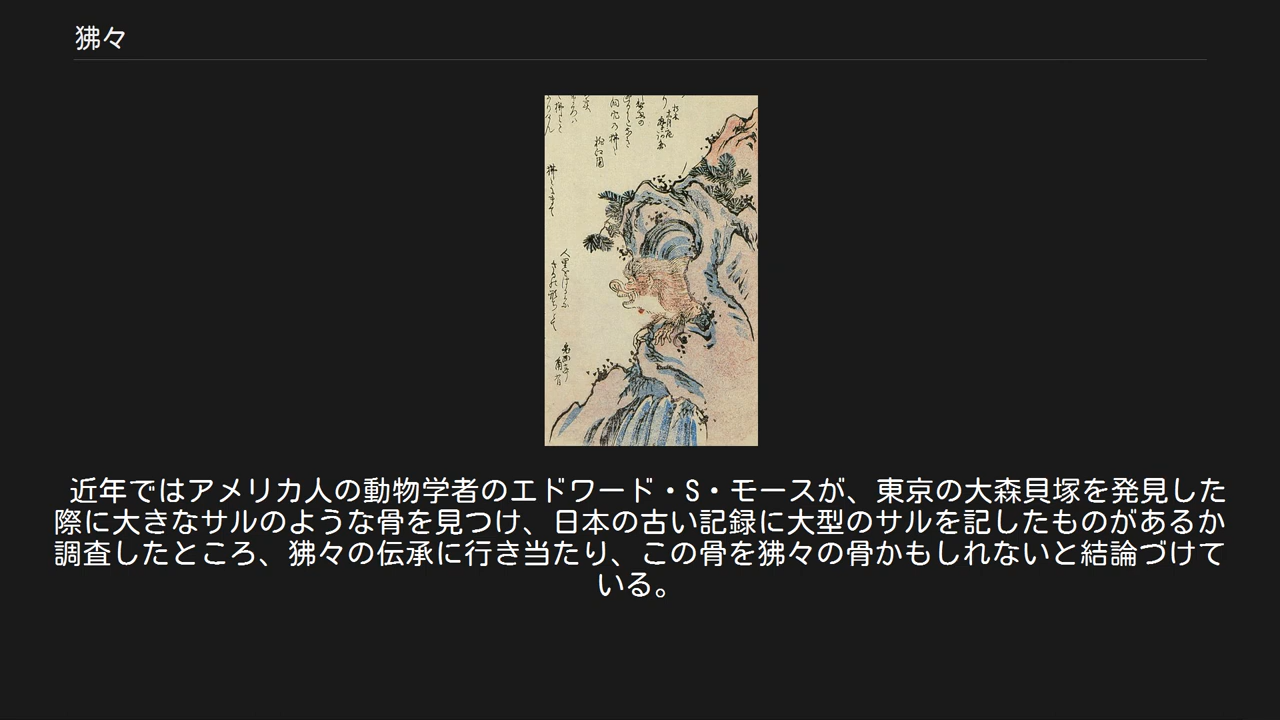 狒々
近年ではアメリカ人の動物学者のエドワード・S・モースが、東京の大森貝塚を発見した
際に大きなサルのような骨を見つけ、日本の古い記録に大型のサルを記したものがあるか
調査したところ、狒々の伝承に行き当たり、この骨を狒々の骨かもしれないと結論づけて
いる。